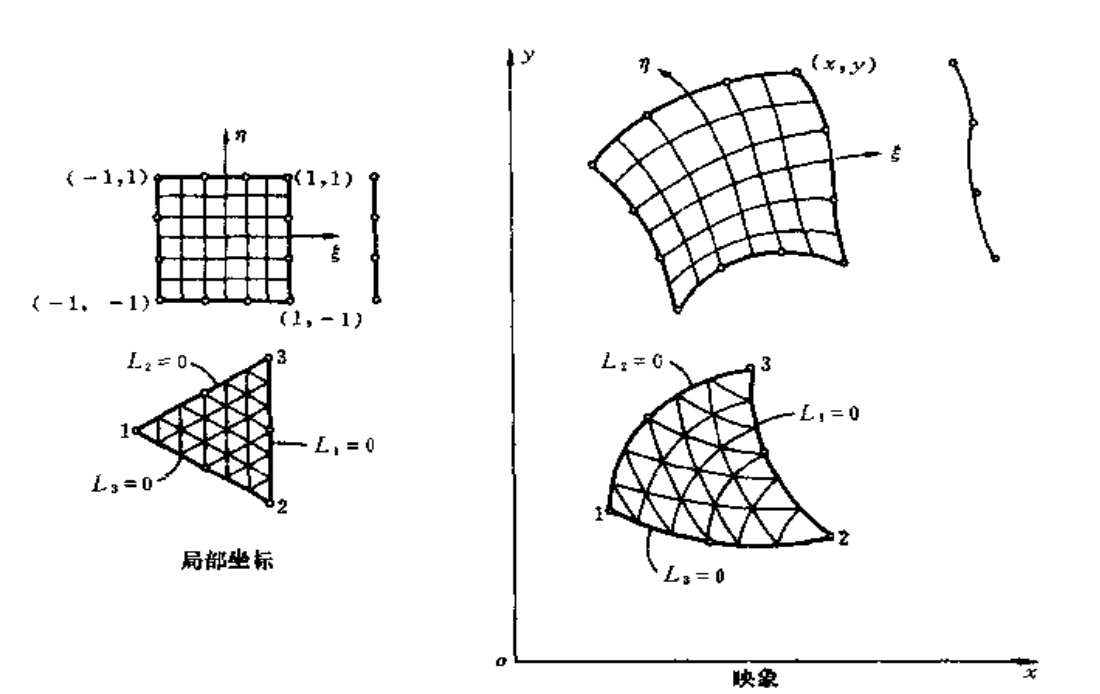 η
(-1,1)
(1,1)
ξ
(-1, -1)
(1,-1)
L₂=0
3
1
L₁=0
L₃=0
2
局部坐标
y
η
(x,y)
ξ
L₂=0
3
L₁=0
1
2
L₃=0
o
x
映象